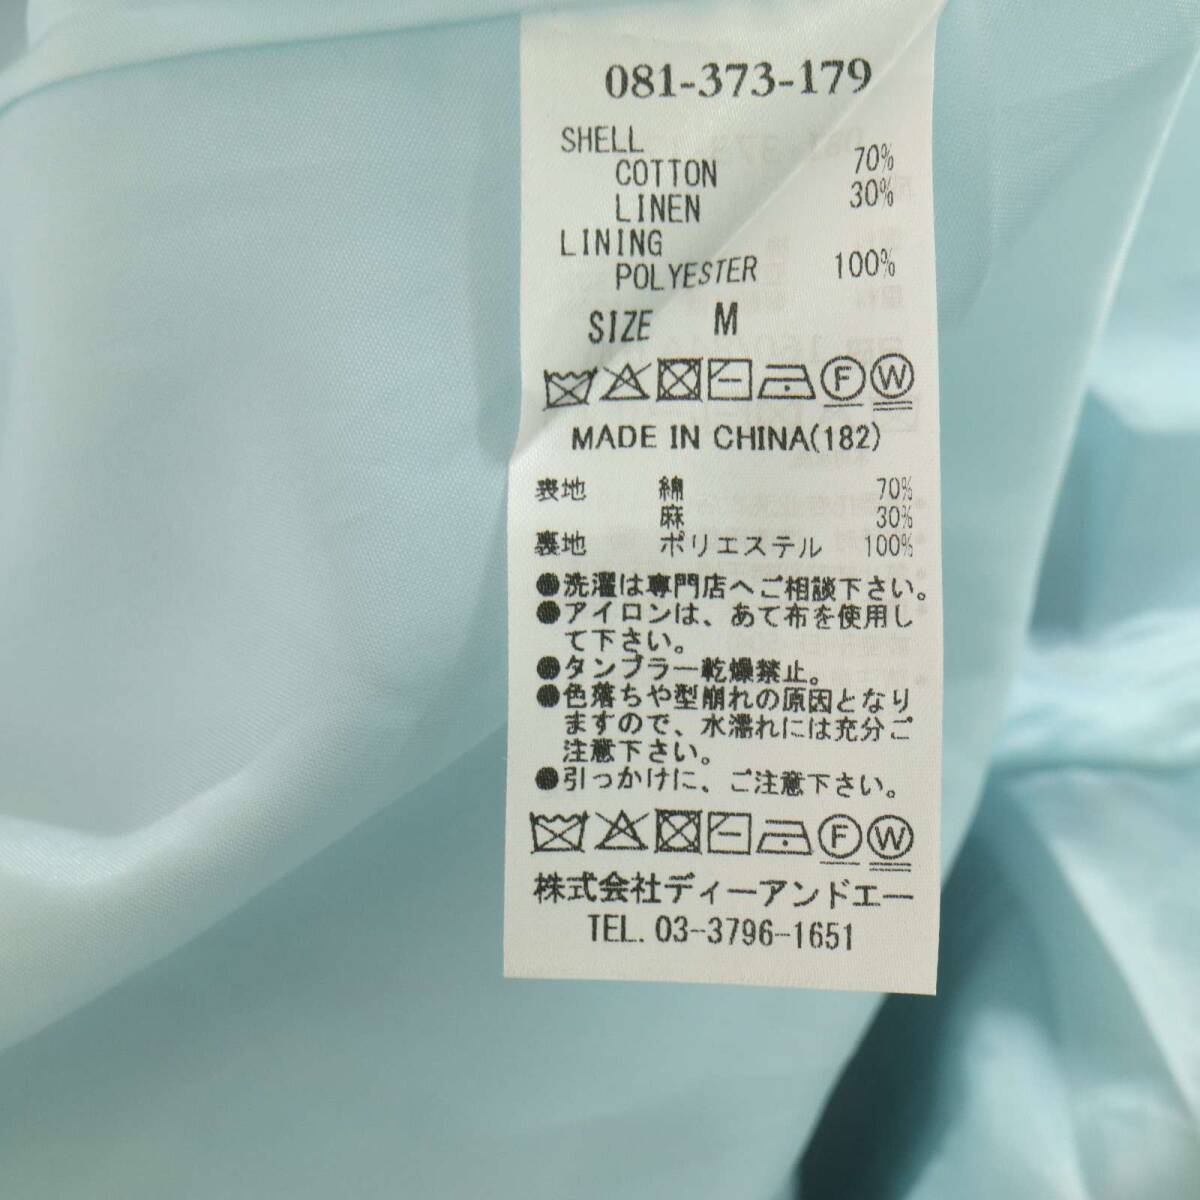 081-373-179
SHELL
COTTON 70%
LINEN 30%
LINING
POLYESTER 100%
SIZE M
F W
MADE IN CHINA(182)
表地 綿 70%
麻 30%
裏地 ポリエステル 100%
●洗濯は専門店へご相談下さい。
●アイロンは、あて布を使用し
て下さい。
●タンブラー乾燥禁止。
●色落ちや型崩れの原因となり
ますので、水濡れには充分ご
注意下さい。
●引っかけに、ご注意下さい。
F W
株式会社ディーアンドエー
TEL. 03-3796-1651